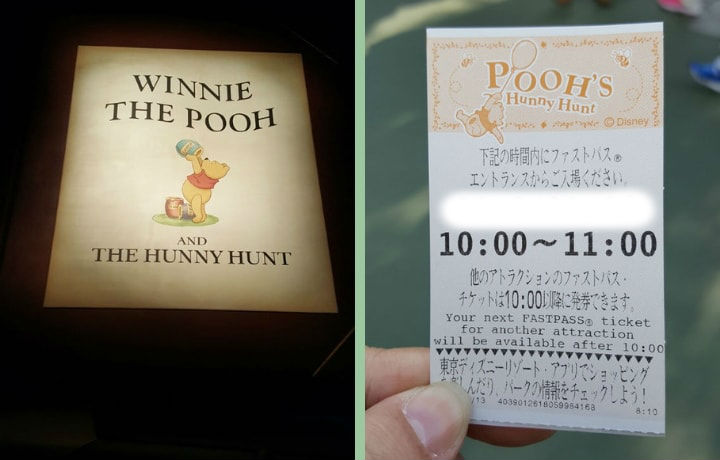 WINNIE
THE POOH
AND
THE HUNNY HUNT
POOH'S
Hunny Hunt
© Disney
下記の時間内にファストパス®
エントランスからご入場ください。
10:00～11:00
他のアトラクションのファストパス・
チケットは10:00以降に発券できます。
Your next FASTPASS® ticket
for another attraction
will be available after 10:00
東京ディズニーリゾート・アプリでショッピング
んだり、パークの情報をチェックしよう！
/13 4039012618059984168 8:10